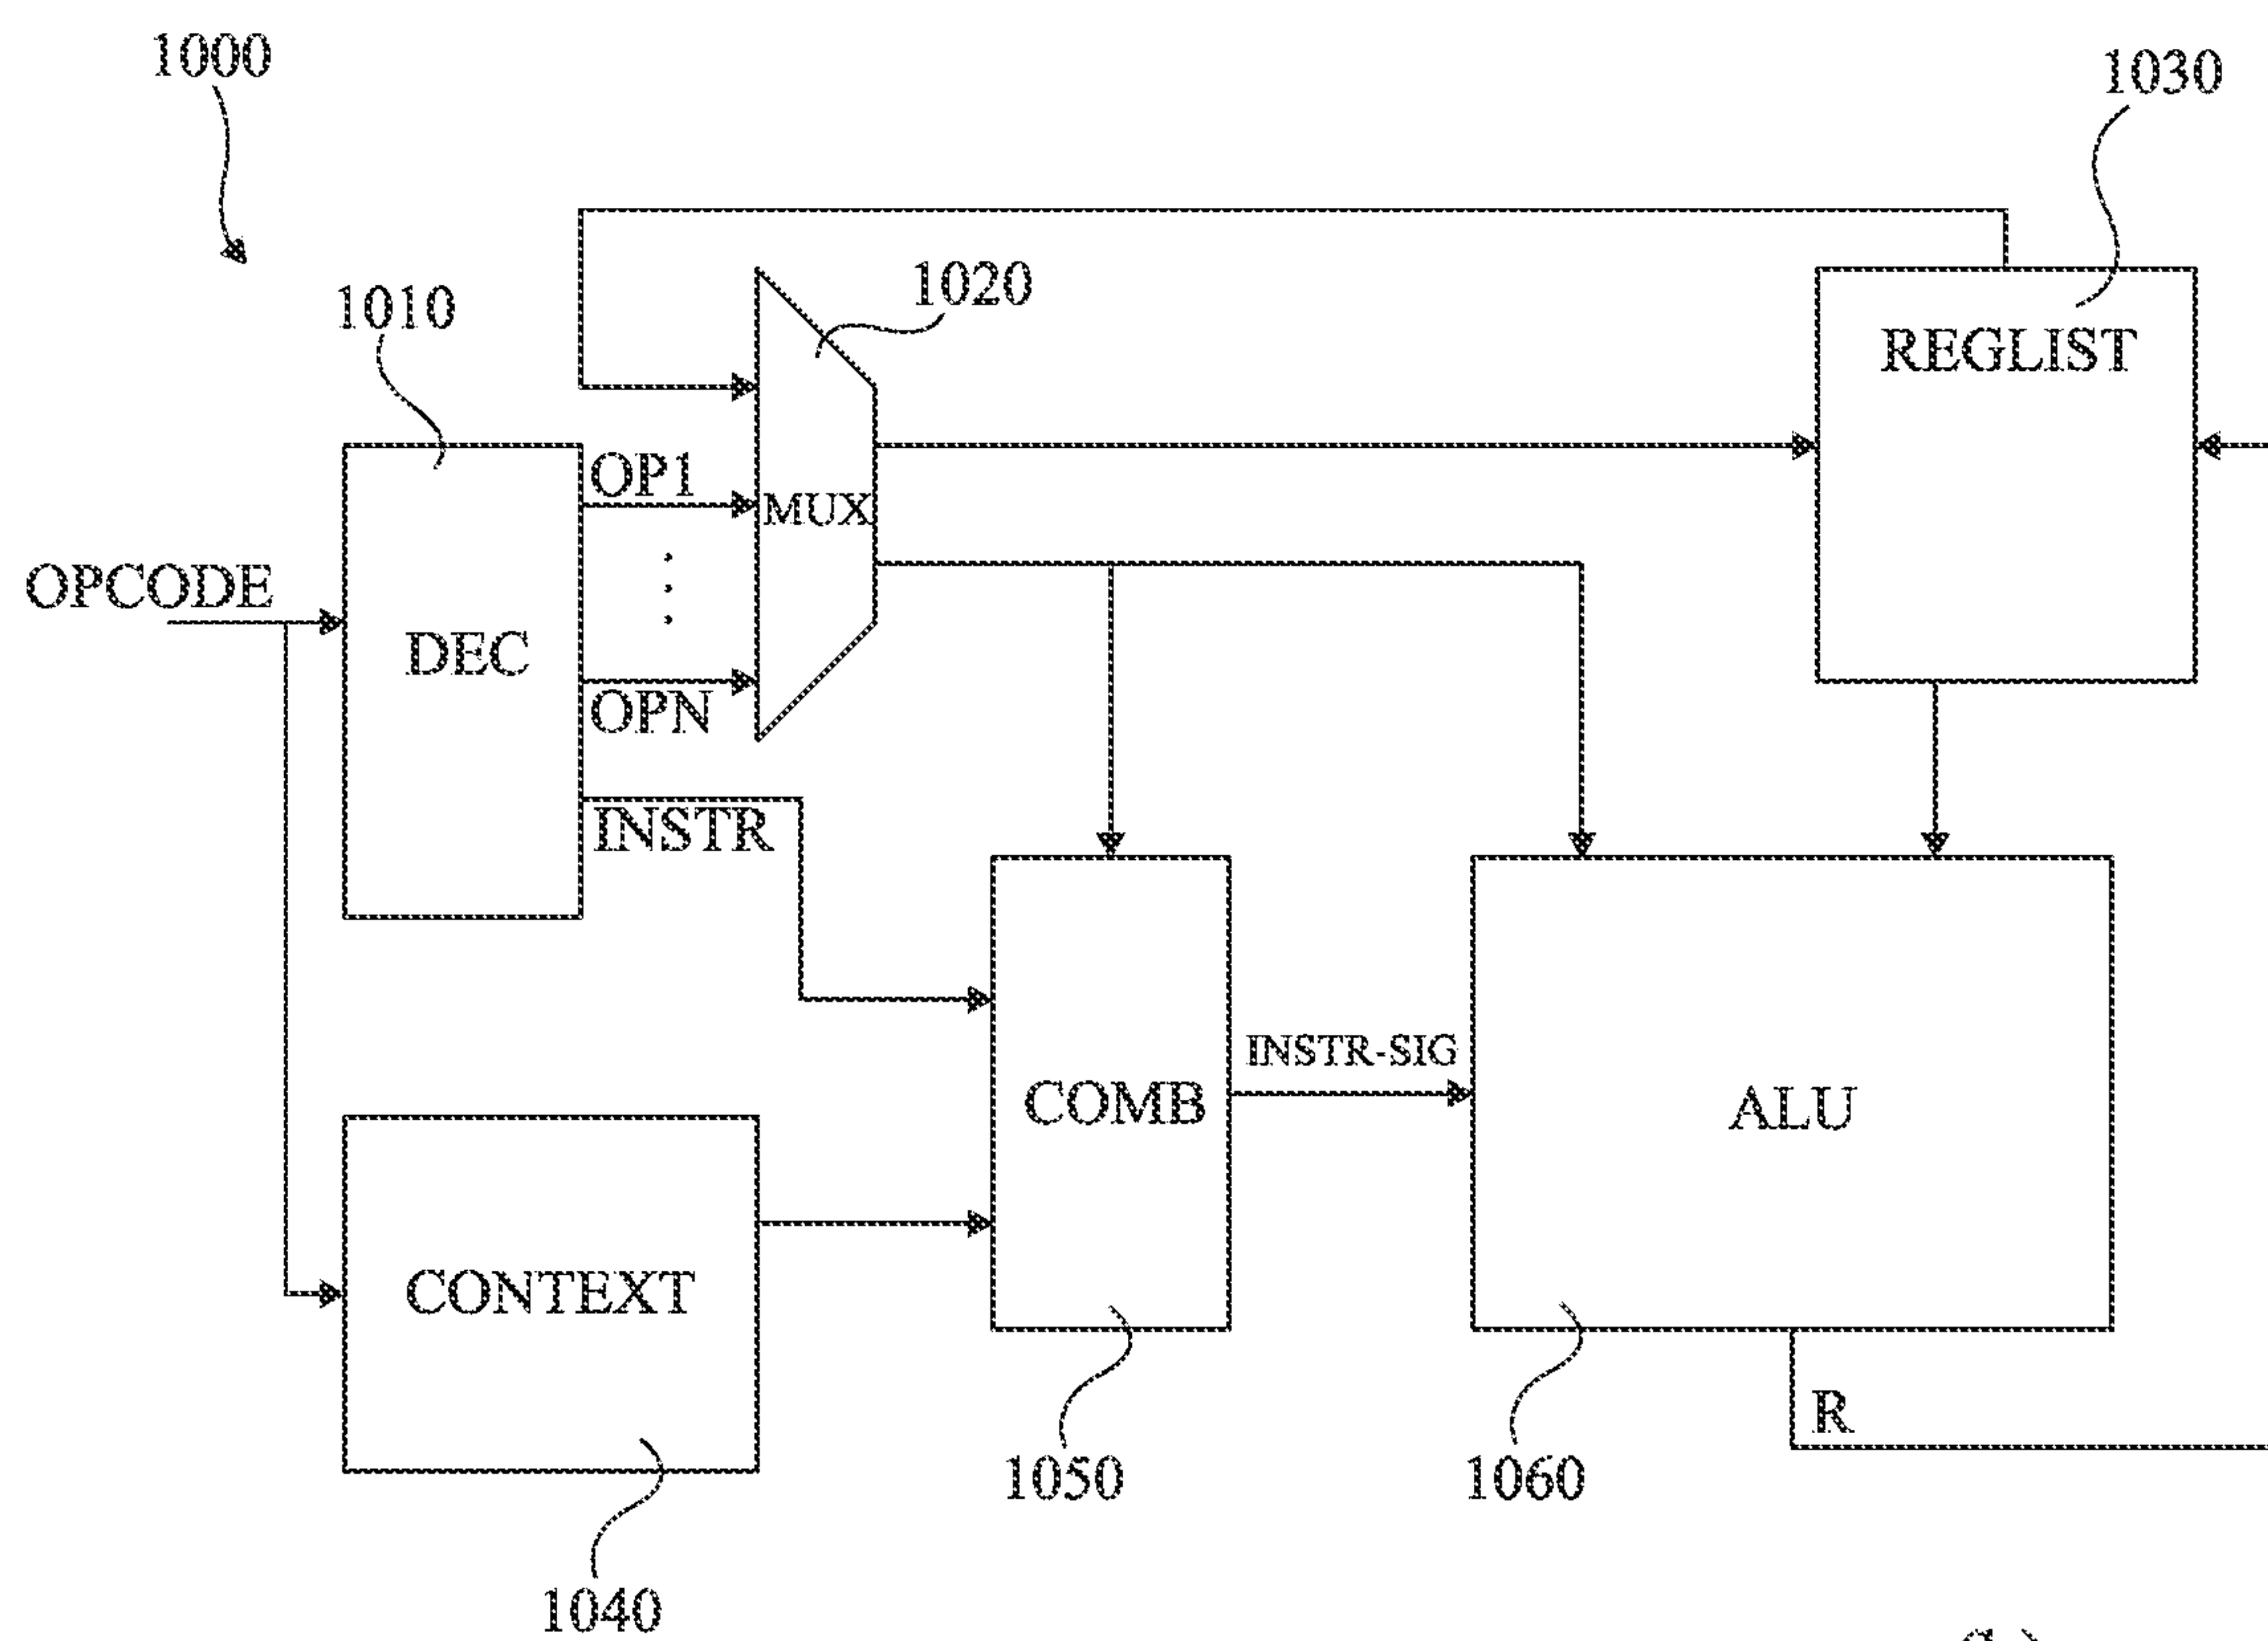 1000
1030
1020
1010
REGLIST
OP1
MUX
OPCODE
DEC
OPN
INSTR
INSTR-SIG
COMB
ALU
CONTEXT
R
1050
1060
1040